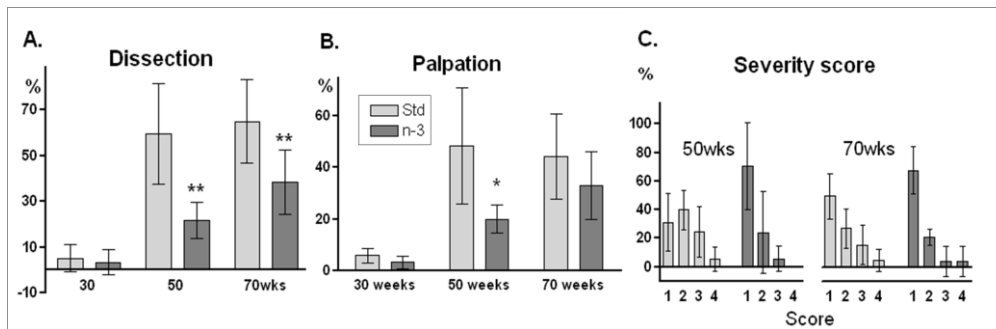 A.
Dissection
%
70
50
30
10
-10
**
**
30 50 70wks
B.
Palpation
%
60
40
20
0
Std
n-3
*
30 weeks 50 weeks 70 weeks
C.
Severity score
%
100
80
60
40
20
0
50wks 70wks
1 2 3 4 1 2 3 4 1 2 3 4 1 2 3 4
Score